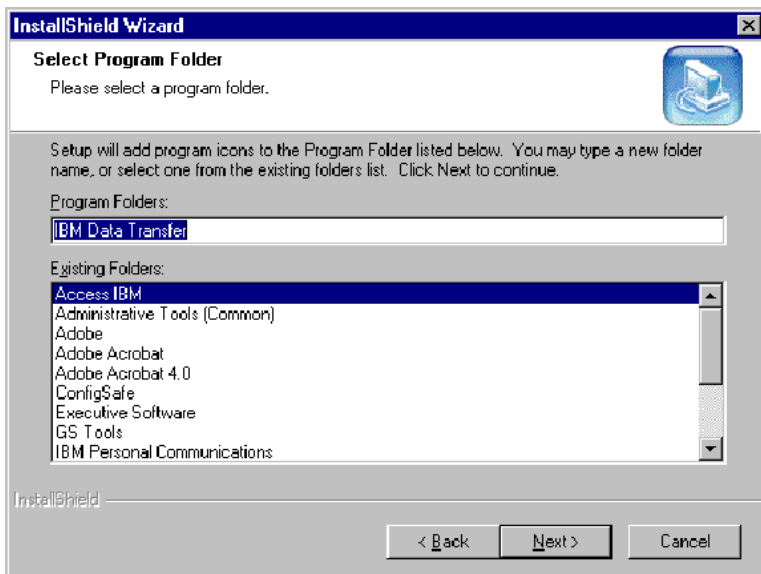 InstallShield Wizard
Select Program Folder
Please select a program folder.
Setup will add program icons to the Program Folder listed below. You may type a new folder
name, or select one from the existing folders list. Click Next to continue.
Program Folders:
IBM Data Transfer
Existing Folders:
Access IBM
Administrative Tools (Common)
Adobe
Adobe Acrobat
Adobe Acrobat 4.0
ConfigSafe
Executive Software
GS Tools
IBM Personal Communications
InstallShield
< Back Next > Cancel